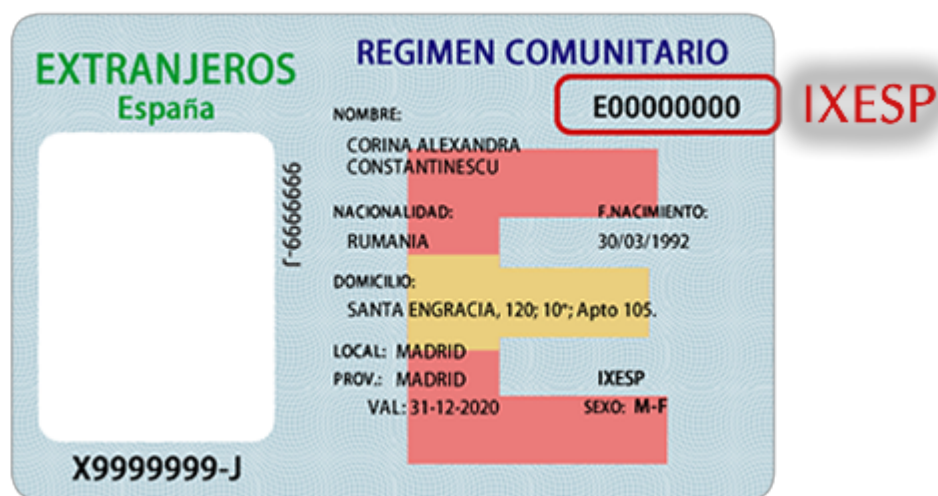 EXTRANJEROS
España
REGIMEN COMUNITARIO
E00000000
IXESP
NOMBRE:
CORINA ALEXANDRA
CONSTANTINESCU
9999999-J
NACIONALIDAD: F.NACIMIENTO:
RUMANIA 30/03/1992
DOMICILIO:
SANTA ENGRACIA, 120; 10º; Apto 105.
LOCAL: MADRID
PROV.: MADRID IXESP
VAL: 31-12-2020 SEXO: M-F
X9999999-J